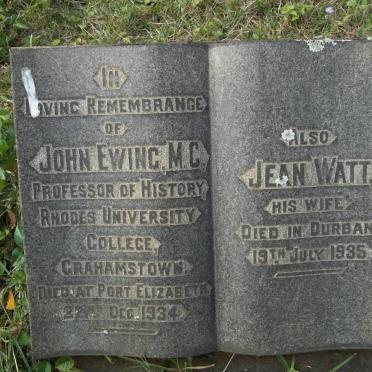 IN
LOVING REMEMBRANCE
OF
JOHN EWING, M.C.
PROFESSOR OF HISTORY
RHODES UNIVERSITY
COLLEGE,
GRAHAMSTOWN.
DIED AT PORT ELIZABETH
22ND DEC. 1934.
ALSO
JEAN WATT,
HIS WIFE
DIED IN DURBAN
19TH JULY 1935.